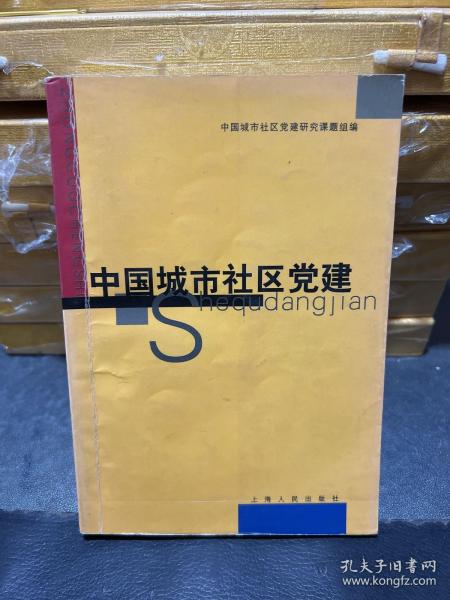 中国城市社区党建研究课题组编
中国城市社区党建
Shequdangjian
上海人民出版社
孔夫子旧书网
www.kongfz.com